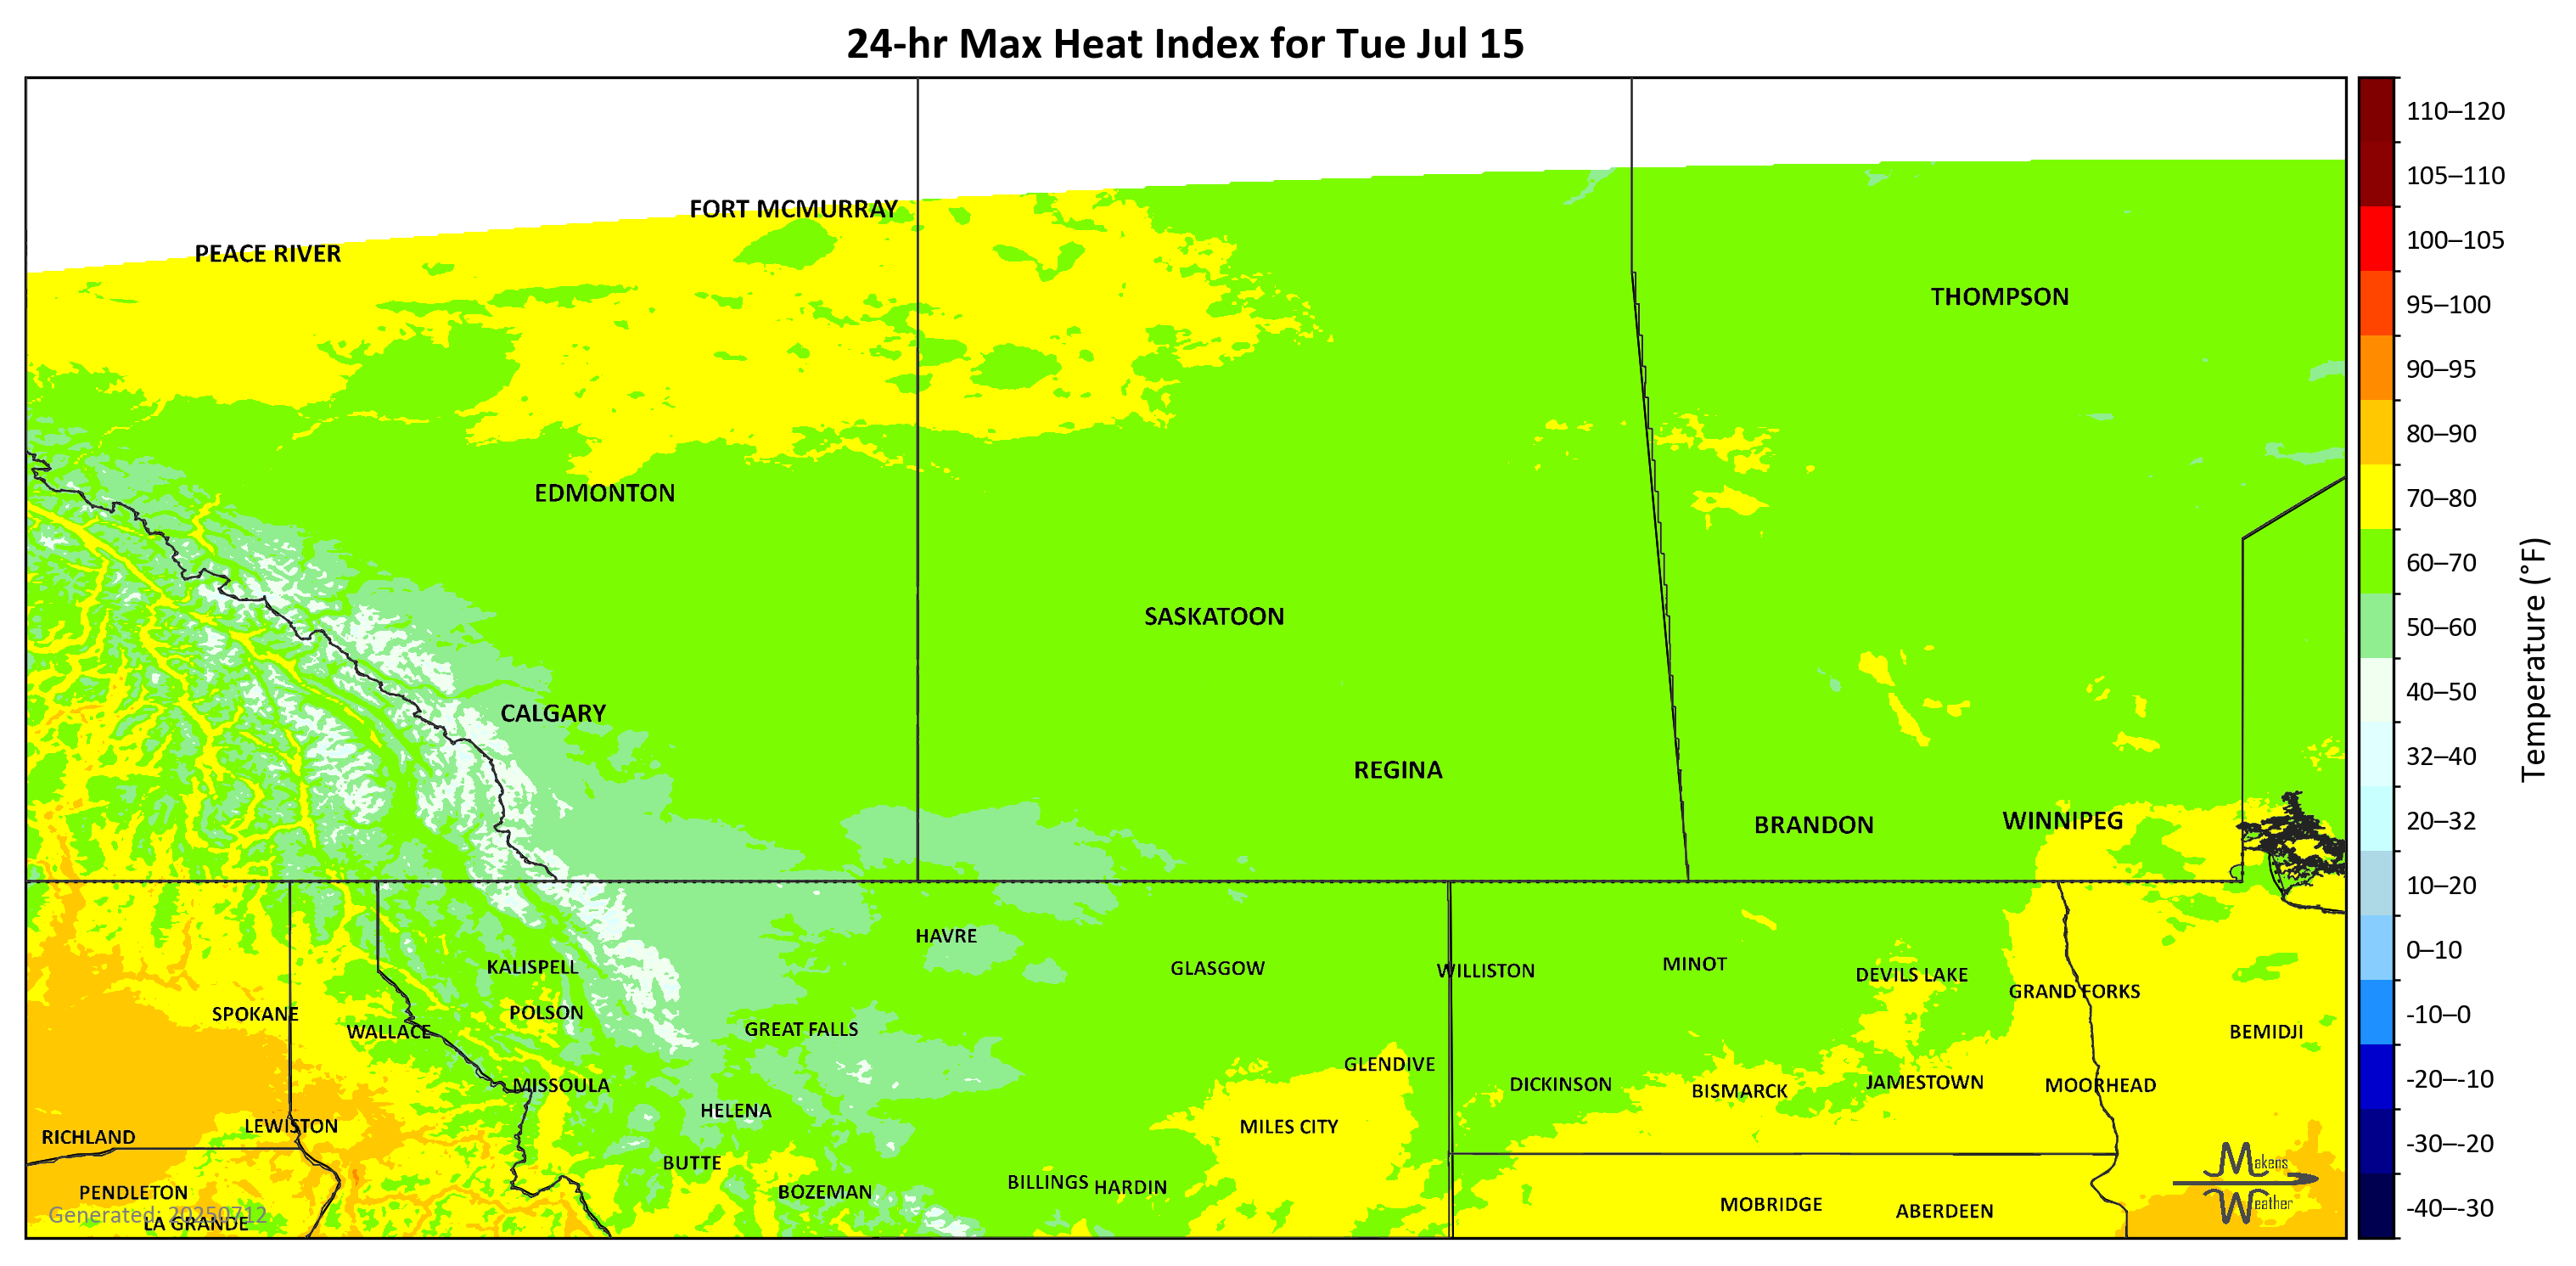 24-hr Max Heat Index for Tue Jul 15
FORT MCMURRAY
PEACE RIVER
THOMPSON
EDMONTON
SASKATOON
CALGARY
REGINA
BRANDON
WINNIPEG
HAVRE
KALISPELL
GLASGOW
WILLISTON
MINOT
DEVILS LAKE
GRAND FORKS
SPOKANE
POLSON
WALLACE
GREAT FALLS
BEMIDJI
GLENDIVE
MISSOULA
DICKINSON
BISMARCK
JAMESTOWN
MOORHEAD
HELENA
LEWISTON
MILES CITY
RICHLAND
BUTTE
BILLINGS
HARDIN
PENDLETON
BOZEMAN
MOBRIDGE
ABERDEEN
Generated: 20250712
LA GRANDE
Makens
Weather
110–120
105–110
100–105
95–100
90–95
80–90
70–80
60–70
50–60
40–50
32–40
20–32
10–20
0–10
-10–0
-20–-10
-30–-20
-40–-30
Temperature (°F)